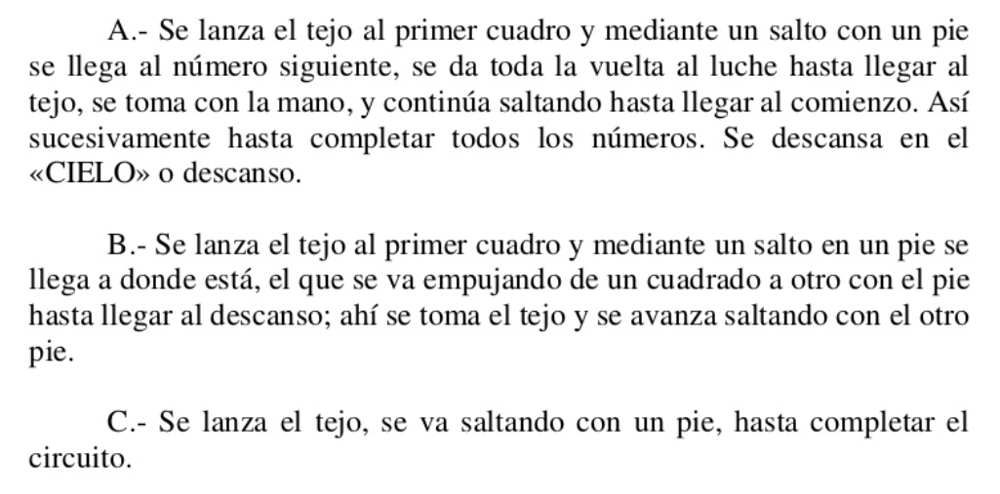 A.- Se lanza el tejo al primer cuadro y mediante un salto con un pie
se llega al número siguiente, se da toda la vuelta al luche hasta llegar al
tejo, se toma con la mano, y continúa saltando hasta llegar al comienzo. Así
sucesivamente hasta completar todos los números. Se descansa en el
«CIELO» o descanso.
B.- Se lanza el tejo al primer cuadro y mediante un salto en un pie se
llega a donde está, el que se va empujando de un cuadrado a otro con el pie
hasta llegar al descanso; ahí se toma el tejo y se avanza saltando con el otro
pie.
C.- Se lanza el tejo, se va saltando con un pie, hasta completar el
circuito.